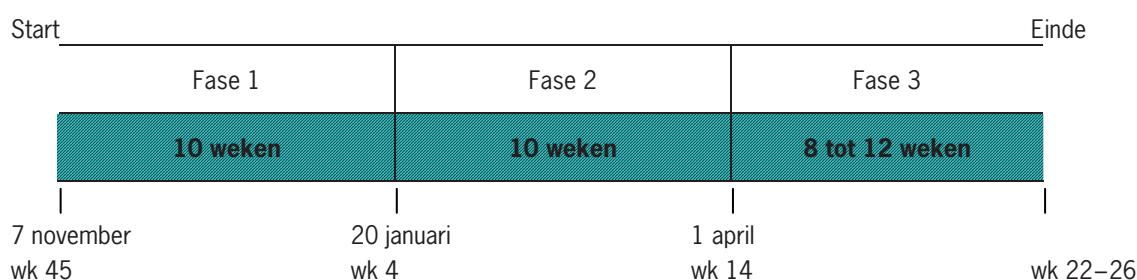 Start Einde
Fase 1 Fase 2 Fase 3
10 weken 10 weken 8 tot 12 weken
7 november 20 januari 1 april
wk 45 wk 4 wk 14 wk 22–26